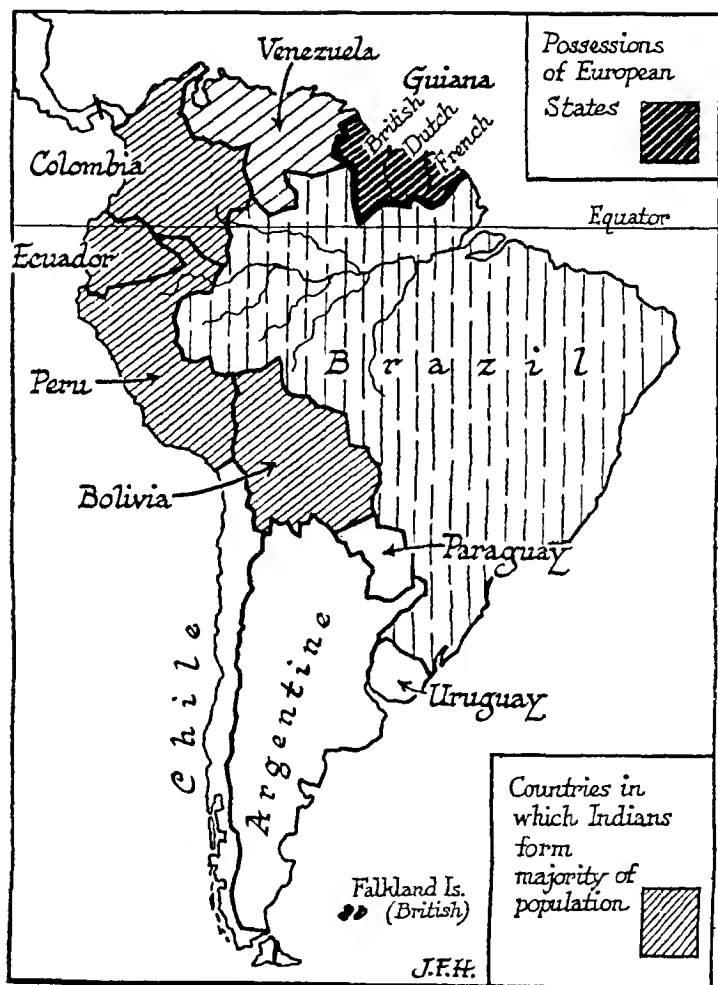 Venezuela
Guiana
British
Dutch
French
Possessions
of European
States
Colombia
Equator
Ecuador
Brazil
Peru
Bolivia
Paraguay
Chile
Argentine
Uruguay
Falkland Is.
(British)
Countries in
which Indians
form
majority of
population
J.F.H.